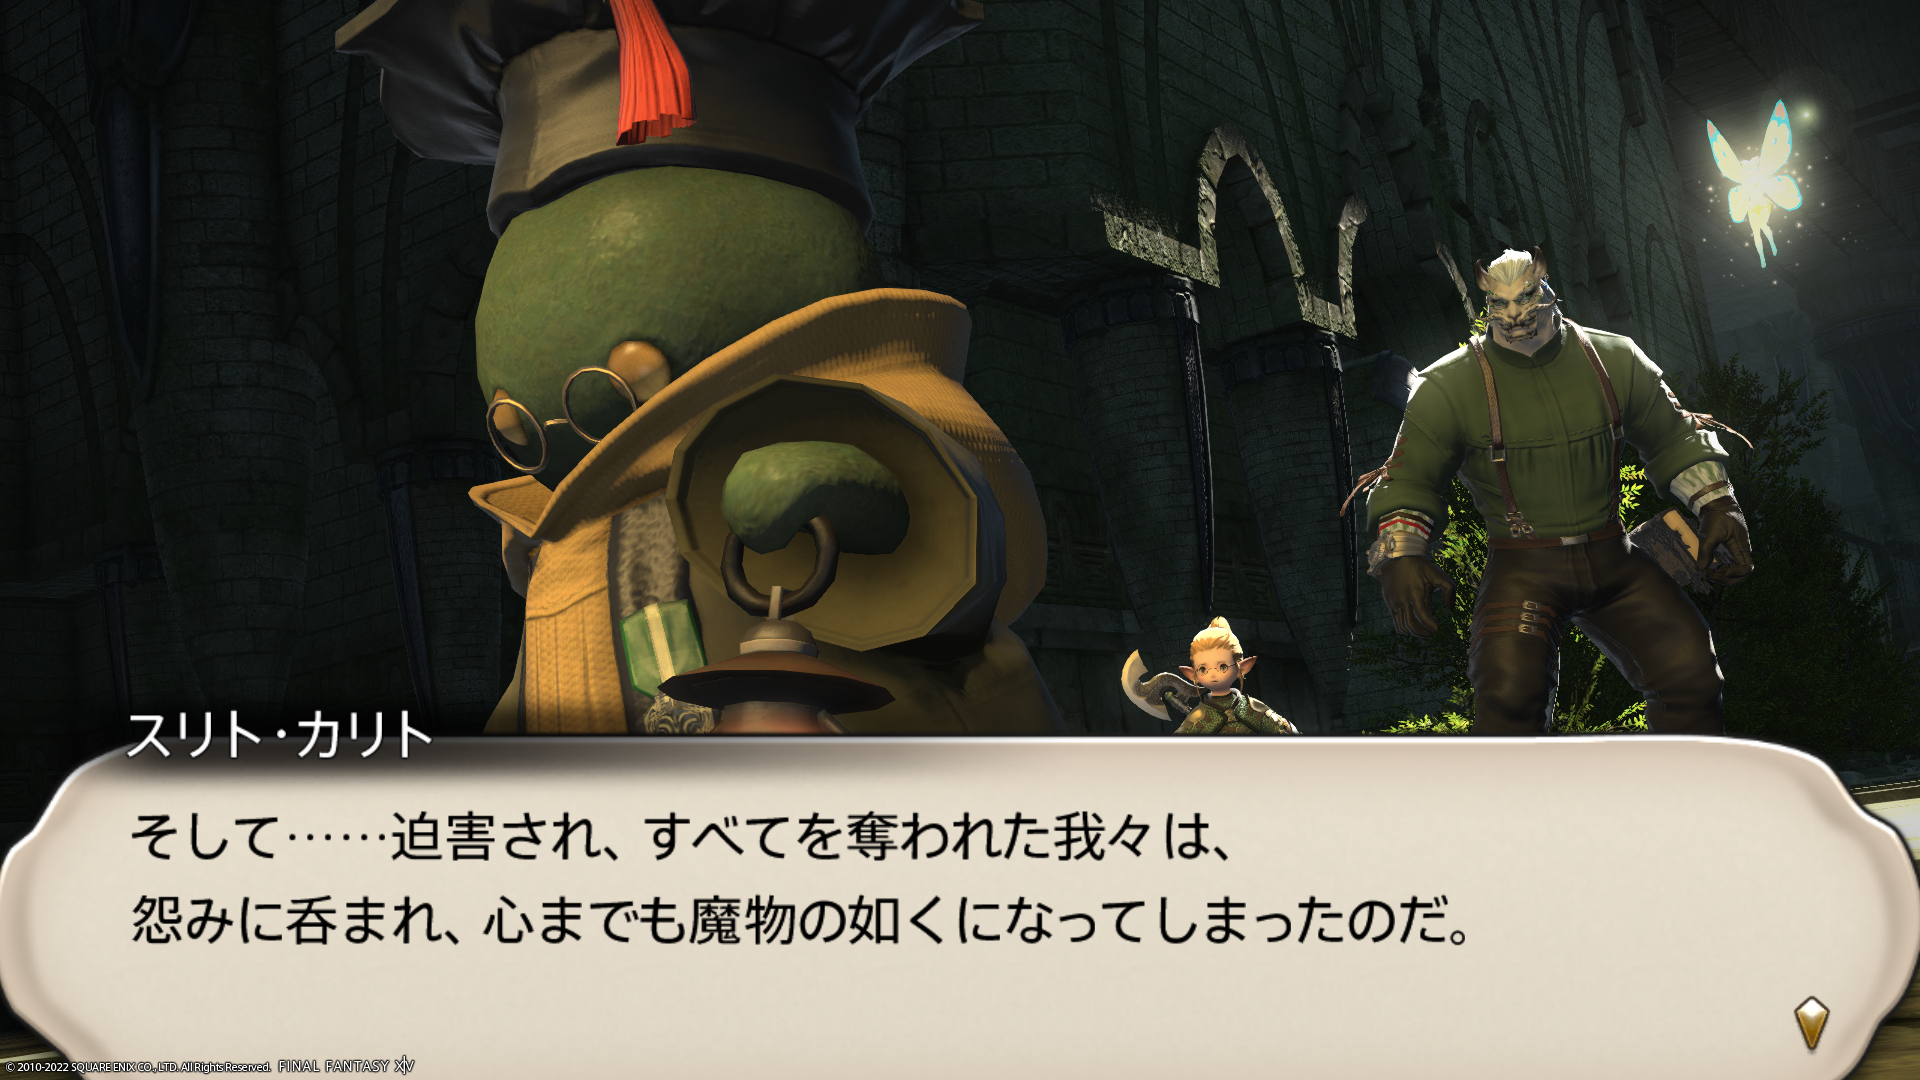 スリト・カリト
そして……迫害され、すべてを奪われた我々は、
怨みに呑まれ、心までも魔物の如くになってしまったのだ。
© 2010-2022 SQUARE ENIX CO., LTD. All Rights Reserved. FINAL FANTASY XIV